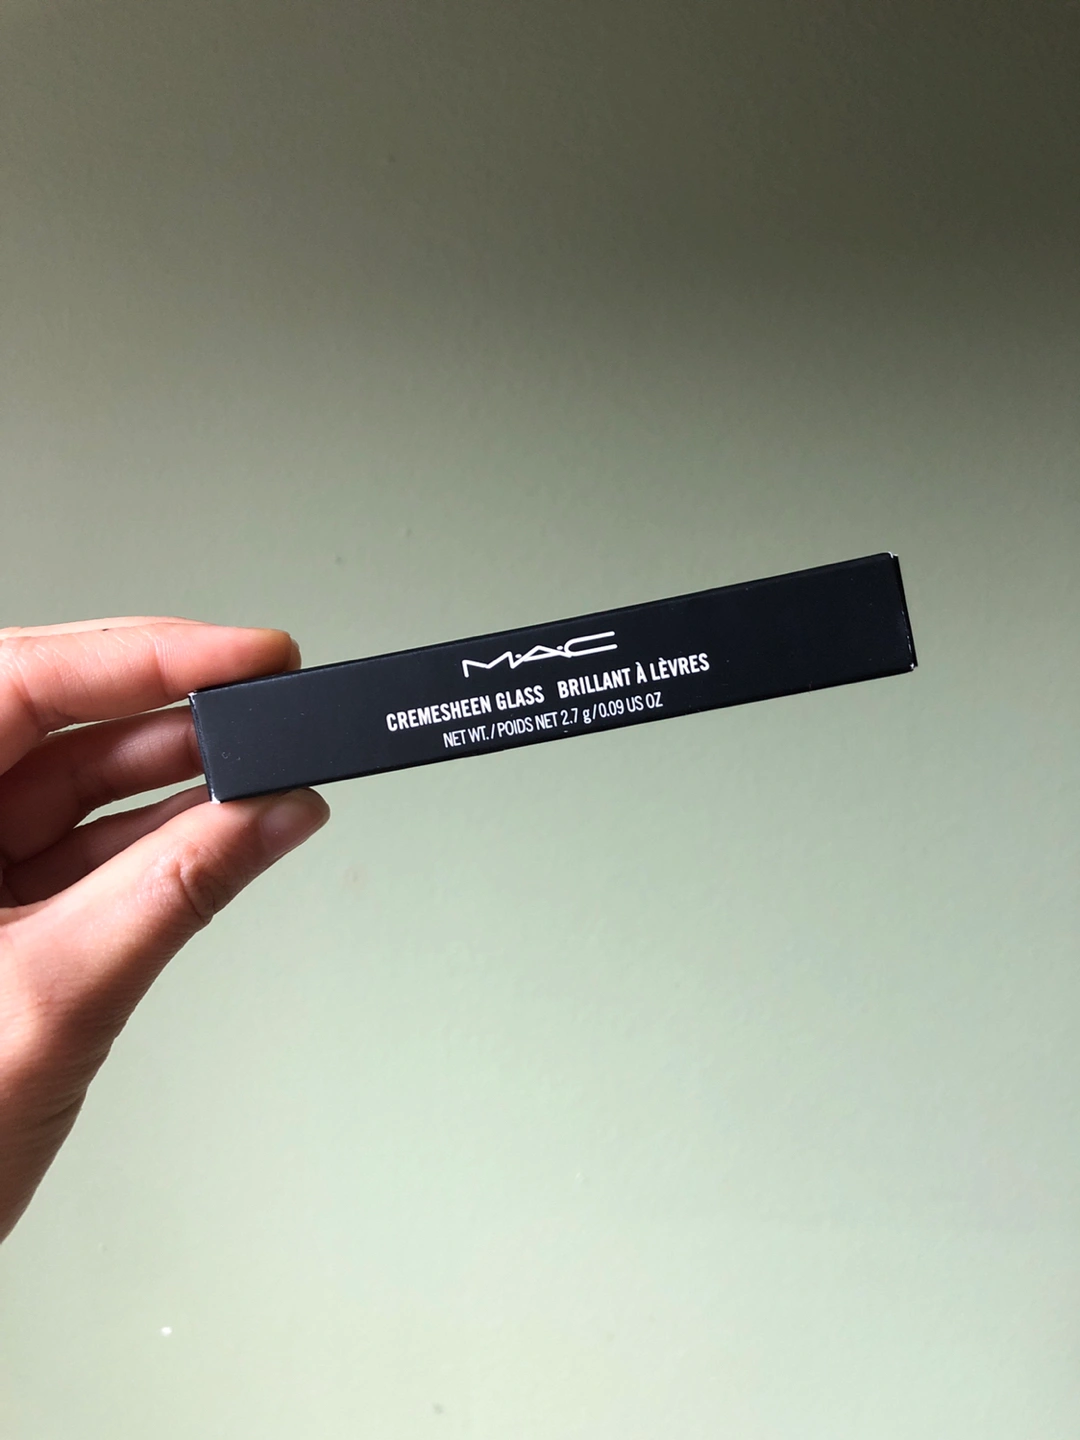 M·A·C
CREMESHEEN GLASS BRILLANT À LÈVRES
NET WT./POIDS NET 2.7 g/0.09 US OZ